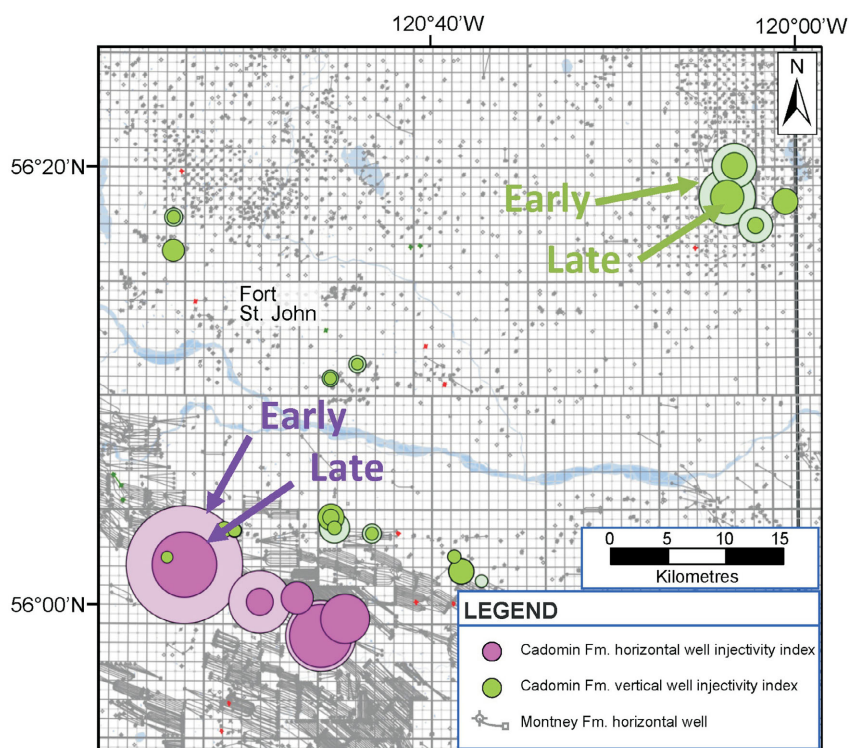 120°40’W
120°00’W
N
56°20’N
Early
Late
Fort
St. John
Early
Late
0 5 10 15
Kilometres
56°00’N
LEGEND
Cadomin Fm. horizontal well injectivity index
Cadomin Fm. vertical well injectivity index
Montney Fm. horizontal well